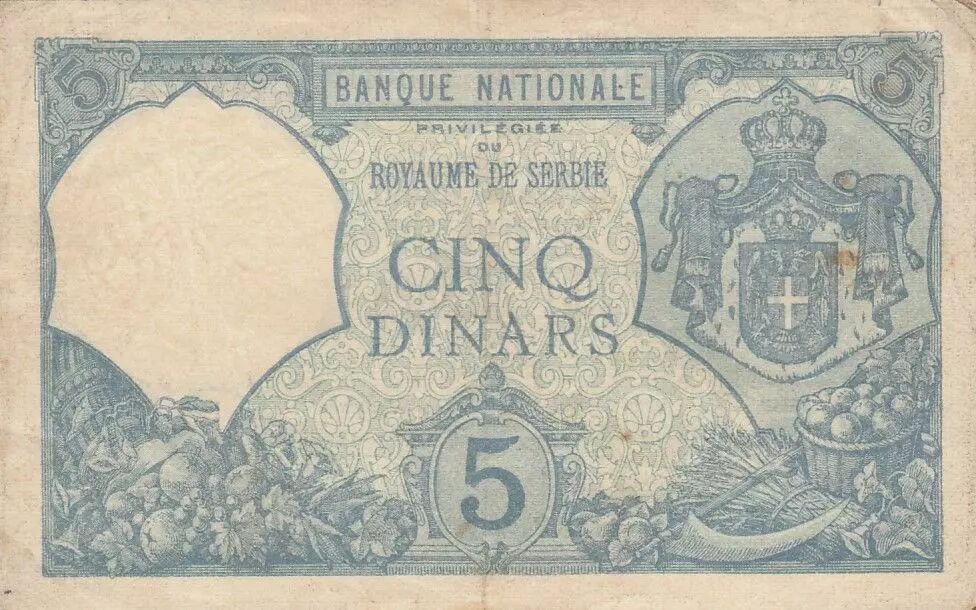 5 5
BANQUE NATIONALE
PRIVILÉGIÉE
DU
ROYAUME DE SERBIE
CINQ
DINARS
5